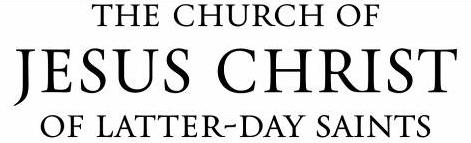 THE CHURCH OF
JESUS CHRIST
OF LATTER-DAY SAINTS